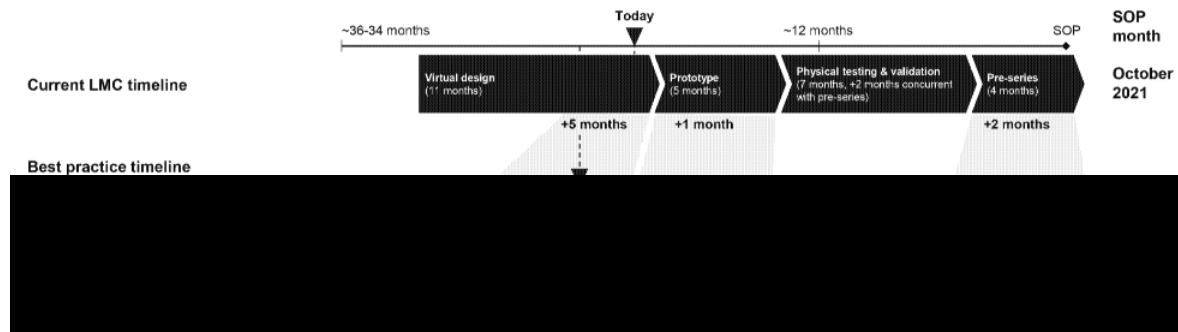 Today
~36-34 months
~12 months
SOP
SOP
month
Current LMC timeline
Virtual design
(11 months)
Prototype
(5 months)
Physical testing & validation
(7 months, +2 months concurrent
with pre-series)
Pre-series
(4 months)
October
2021
+5 months
+1 month
+2 months
Best practice timeline